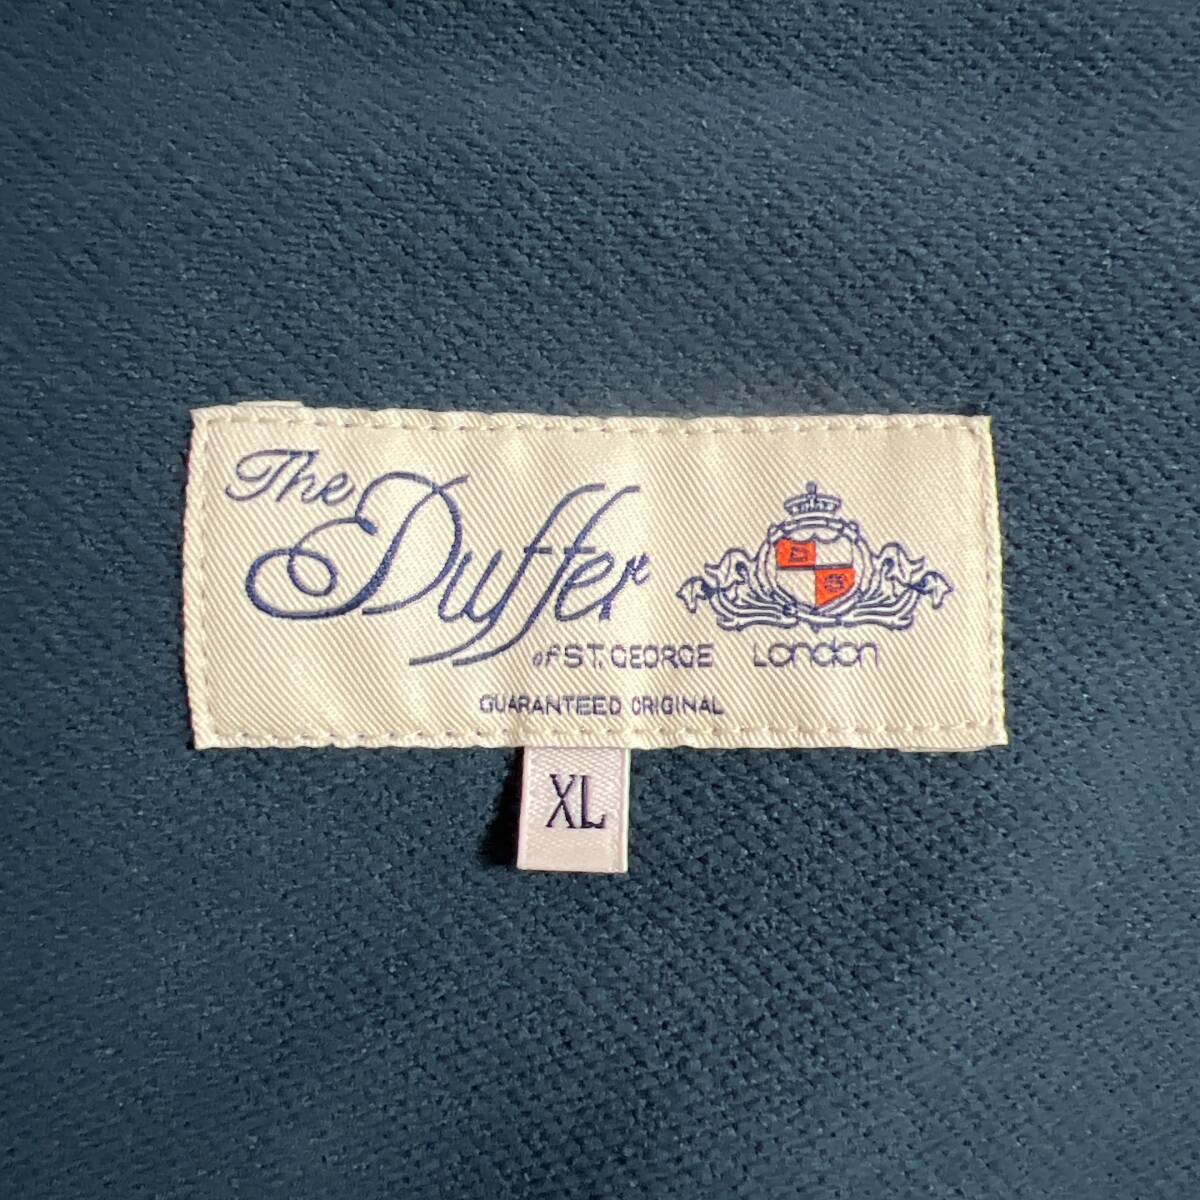 The Duffer
of ST. GEORGE London
GUARANTEED ORIGINAL
XL